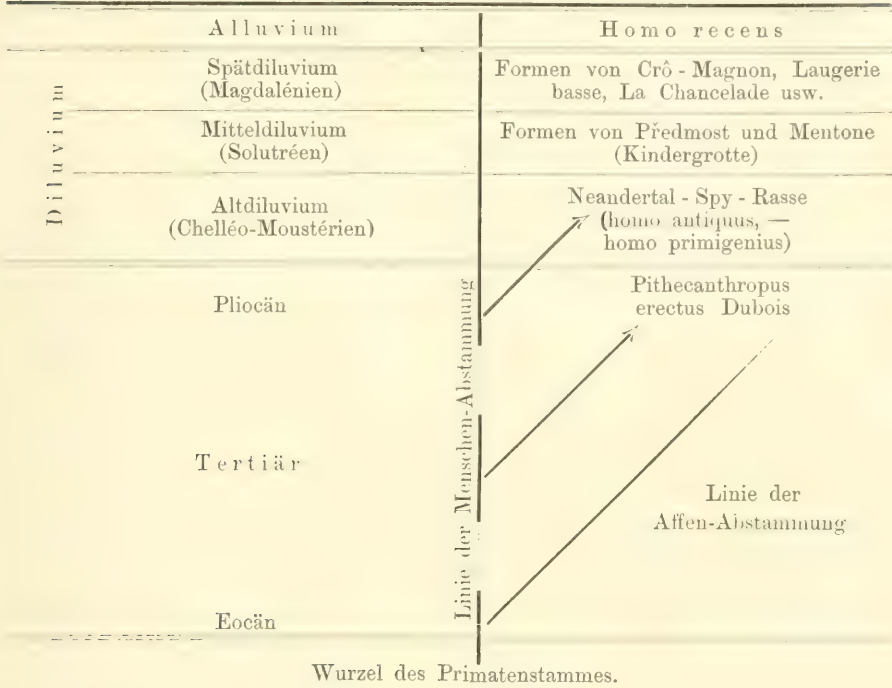 Alluvium
Homo recens
Diluvium
Spätdiluvium
(Magdalénien)
Formen von Crô - Magnon, Laugerie
basse, La Chancelade usw.
Mitteldiluvium
(Solutréen)
Formen von Předmost und Mentone
(Kindergrotte)
Altdiluvium
(Chelléo-Moustérien)
Neandertal - Spy - Rasse
(homo antiquus, —
homo primigenius)
Pliocän
Pithecanthropus
erectus Dubois
Linie der Menschen-Abstammung
Tertiär
Linie der
Affen-Abstammung
Eocän
Wurzel des Primatenstammes.